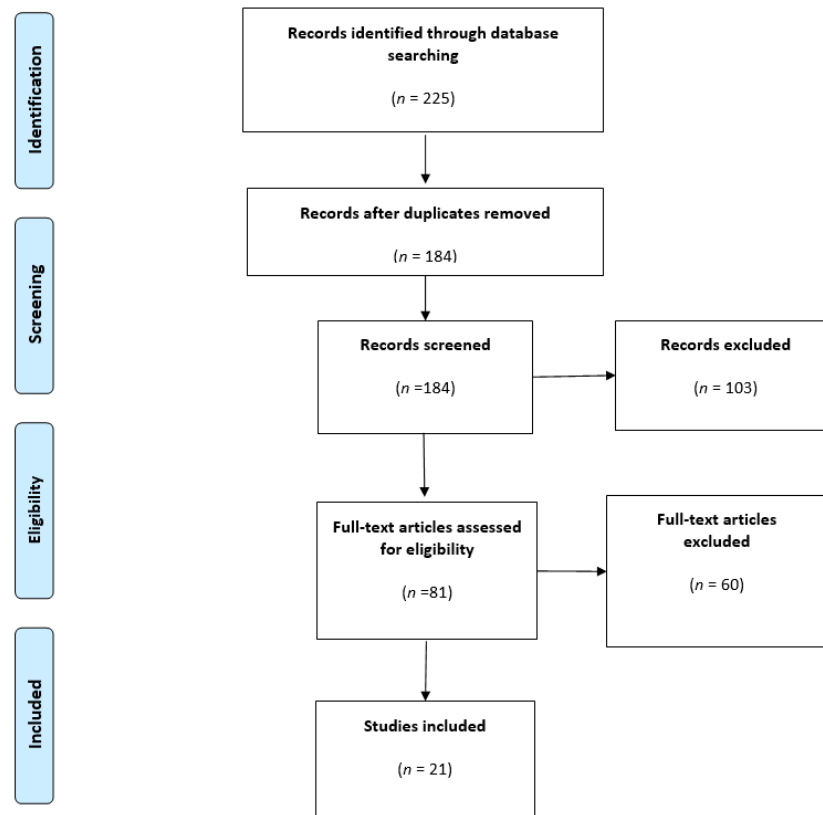 Identification
Records identified through database
searching
(n = 225)
Records after duplicates removed
(n = 184)
Screening
Records screened
(n =184)
Records excluded
(n = 103)
Eligibility
Full-text articles assessed
for eligibility
(n =81)
Full-text articles
excluded
(n = 60)
Included
Studies included
(n = 21)